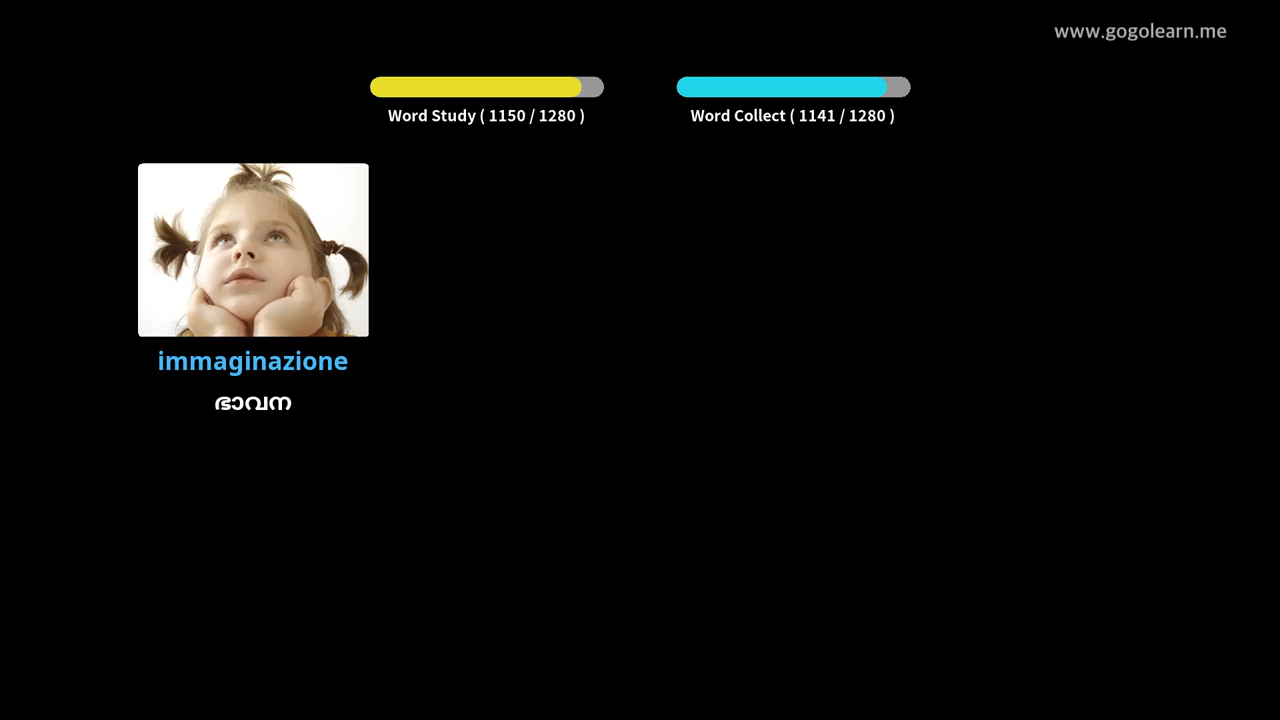 www.gogolearn.me
Word Study ( 1150 / 1280 )
Word Collect ( 1141 / 1280 )
immaginazione
ഭാവന